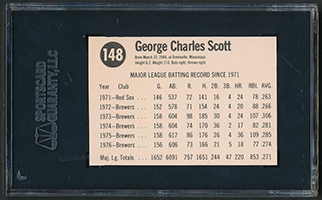 148
George Charles Scott
Born March 23, 1944, at Greenville, Mississippi.
Height 6.2. Weight 210. Bats right, throws right.
MAJOR LEAGUE BATTING RECORD SINCE 1971
Year Club G. AB. R. H. 2B 3B HR. RBI. AVG.
1971—Red Sox . . . 146 537 72 141 16 4 24 78 .263
1972—Brewers . . . 152 578 71 154 24 4 20 88 .266
1973—Brewers . . . 158 604 98 185 30 4 24 107 .306
1974—Brewers . . . 158 604 74 170 36 2 17 82 .281
1975—Brewers . . . 158 617 86 176 26 4 36 109 .285
1976—Brewers . . . 156 606 73 166 21 5 18 77 .274
Maj. Lg. Totals . . . 1652 6091 757 1651 244 47 220 853 .271
SPORTSCARD
GUARANTY, LLC